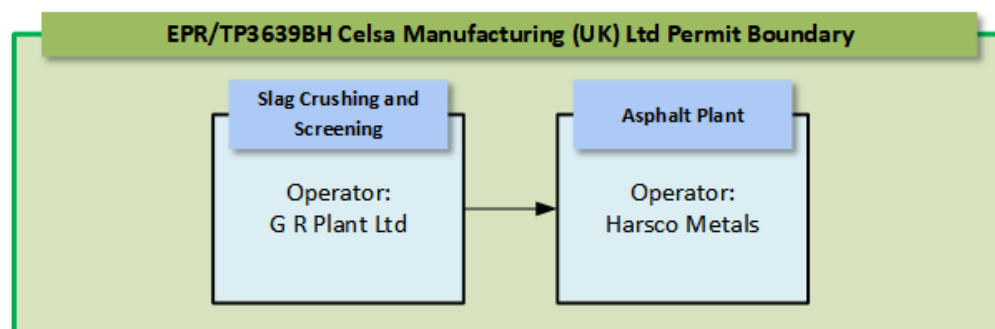 EPR/TP3639BH Celsa Manufacturing (UK) Ltd Permit Boundary
Slag Crushing and
Screening
Operator:
G R Plant Ltd
Asphalt Plant
Operator:
Harsco Metals